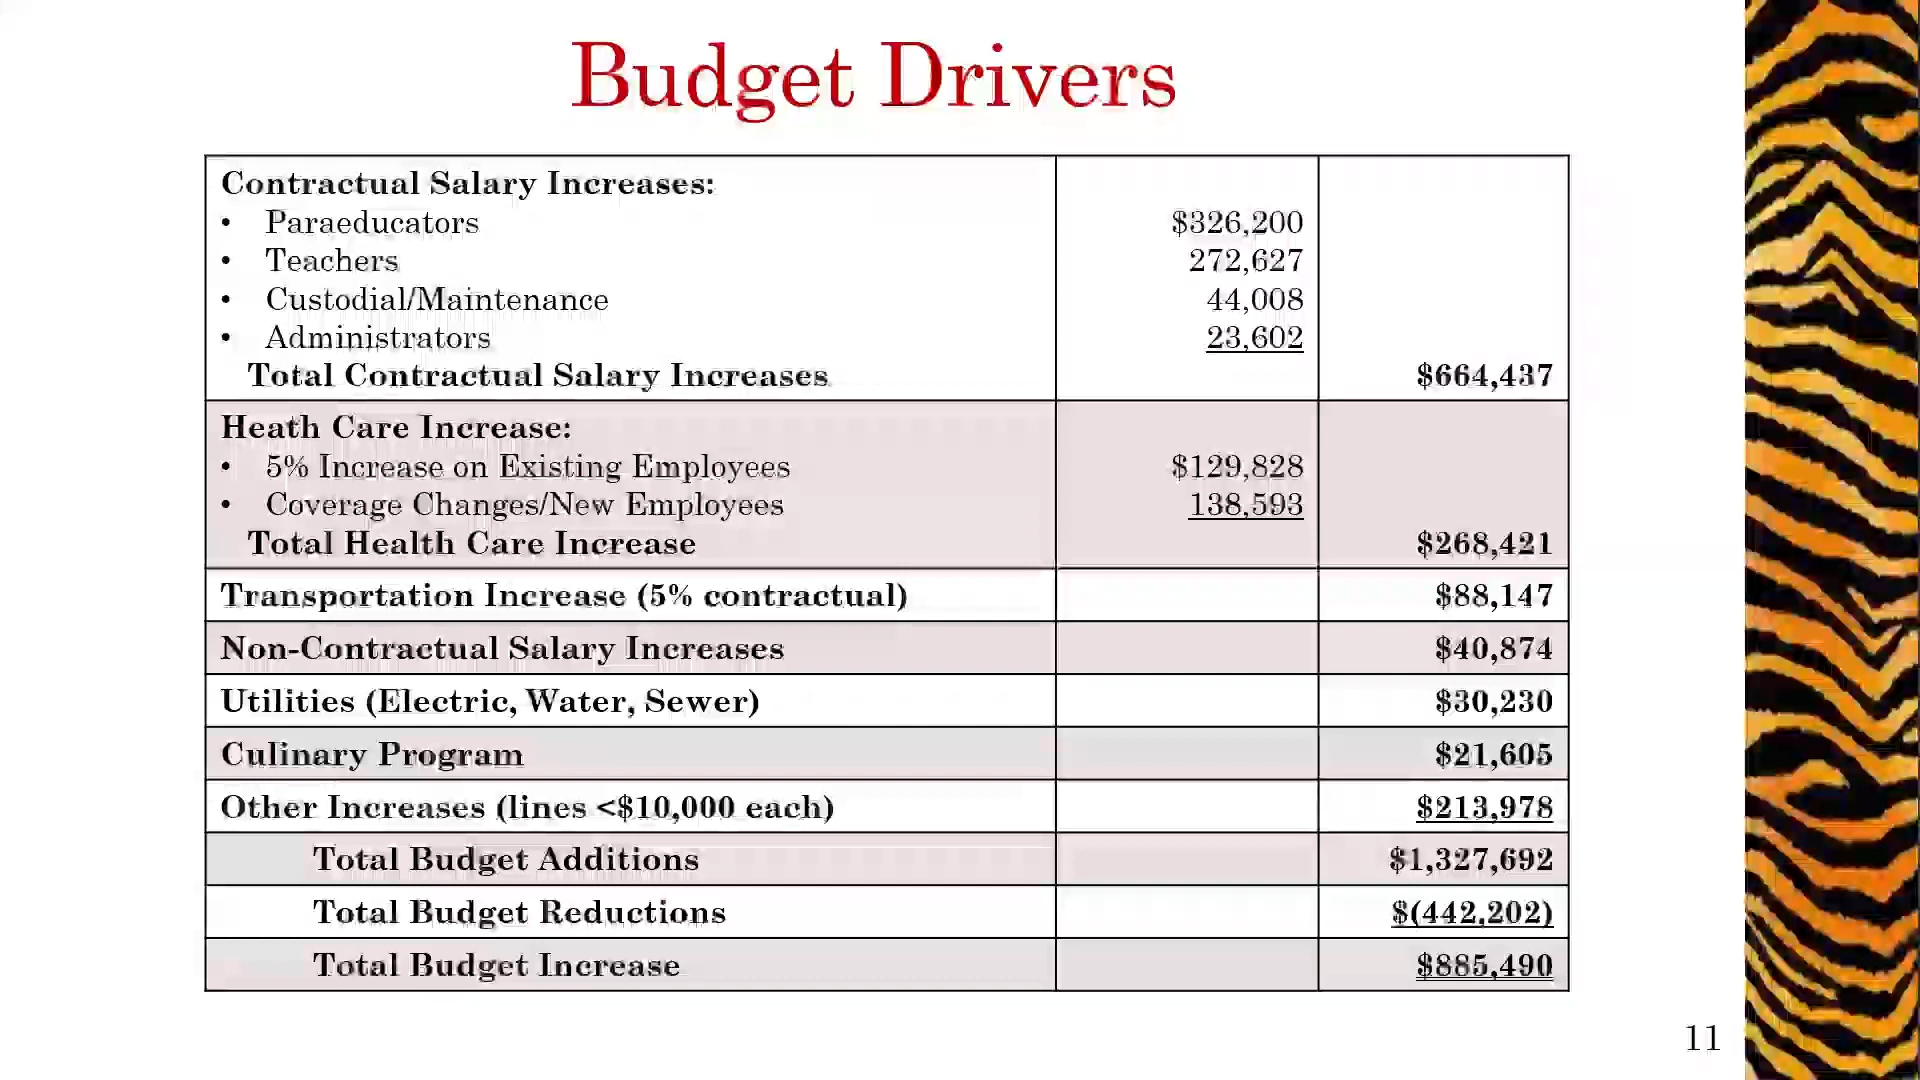 Budget Drivers
Contractual Salary Increases:
• Paraeducators $326,200
• Teachers 272,627
• Custodial/Maintenance 44,008
• Administrators 23,602
Total Contractual Salary Increases $664,437
Heath Care Increase:
• 5% Increase on Existing Employees $129,828
• Coverage Changes/New Employees 138,593
Total Health Care Increase $268,421
Transportation Increase (5% contractual) $88,147
Non-Contractual Salary Increases $40,874
Utilities (Electric, Water, Sewer) $30,230
Culinary Program $21,605
Other Increases (lines <$10,000 each) $213,978
Total Budget Additions $1,327,692
Total Budget Reductions $(442,202)
Total Budget Increase $885,490
11